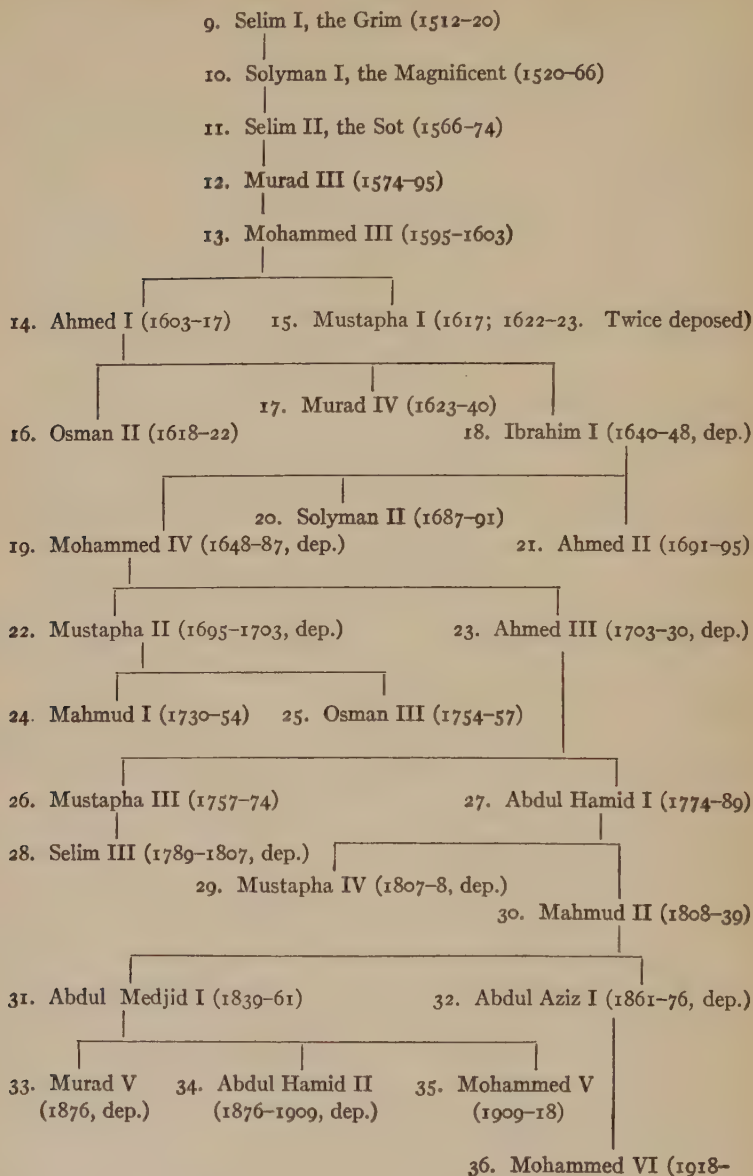 9. Selim I, the Grim (1512–20)
10. Solyman I, the Magnificent (1520–66)
11. Selim II, the Sot (1566–74)
12. Murad III (1574–95)
13. Mohammed III (1595–1603)
14. Ahmed I (1603–17) 15. Mustapha I (1617; 1622–23. Twice deposed)
17. Murad IV (1623–40)
16. Osman II (1618–22) 18. Ibrahim I (1640–48, dep.)
20. Solyman II (1687–91)
19. Mohammed IV (1648–87, dep.) 21. Ahmed II (1691–95)
22. Mustapha II (1695–1703, dep.) 23. Ahmed III (1703–30, dep.)
24. Mahmud I (1730–54) 25. Osman III (1754–57)
26. Mustapha III (1757–74) 27. Abdul Hamid I (1774–89)
28. Selim III (1789–1807, dep.)
29. Mustapha IV (1807–8, dep.)
30. Mahmud II (1808–39)
31. Abdul Medjid I (1839–61) 32. Abdul Aziz I (1861–76, dep.)
33. Murad V 34. Abdul Hamid II 35. Mohammed V
(1876, dep.) (1876–1909, dep.) (1909–18)
36. Mohammed VI (1918–